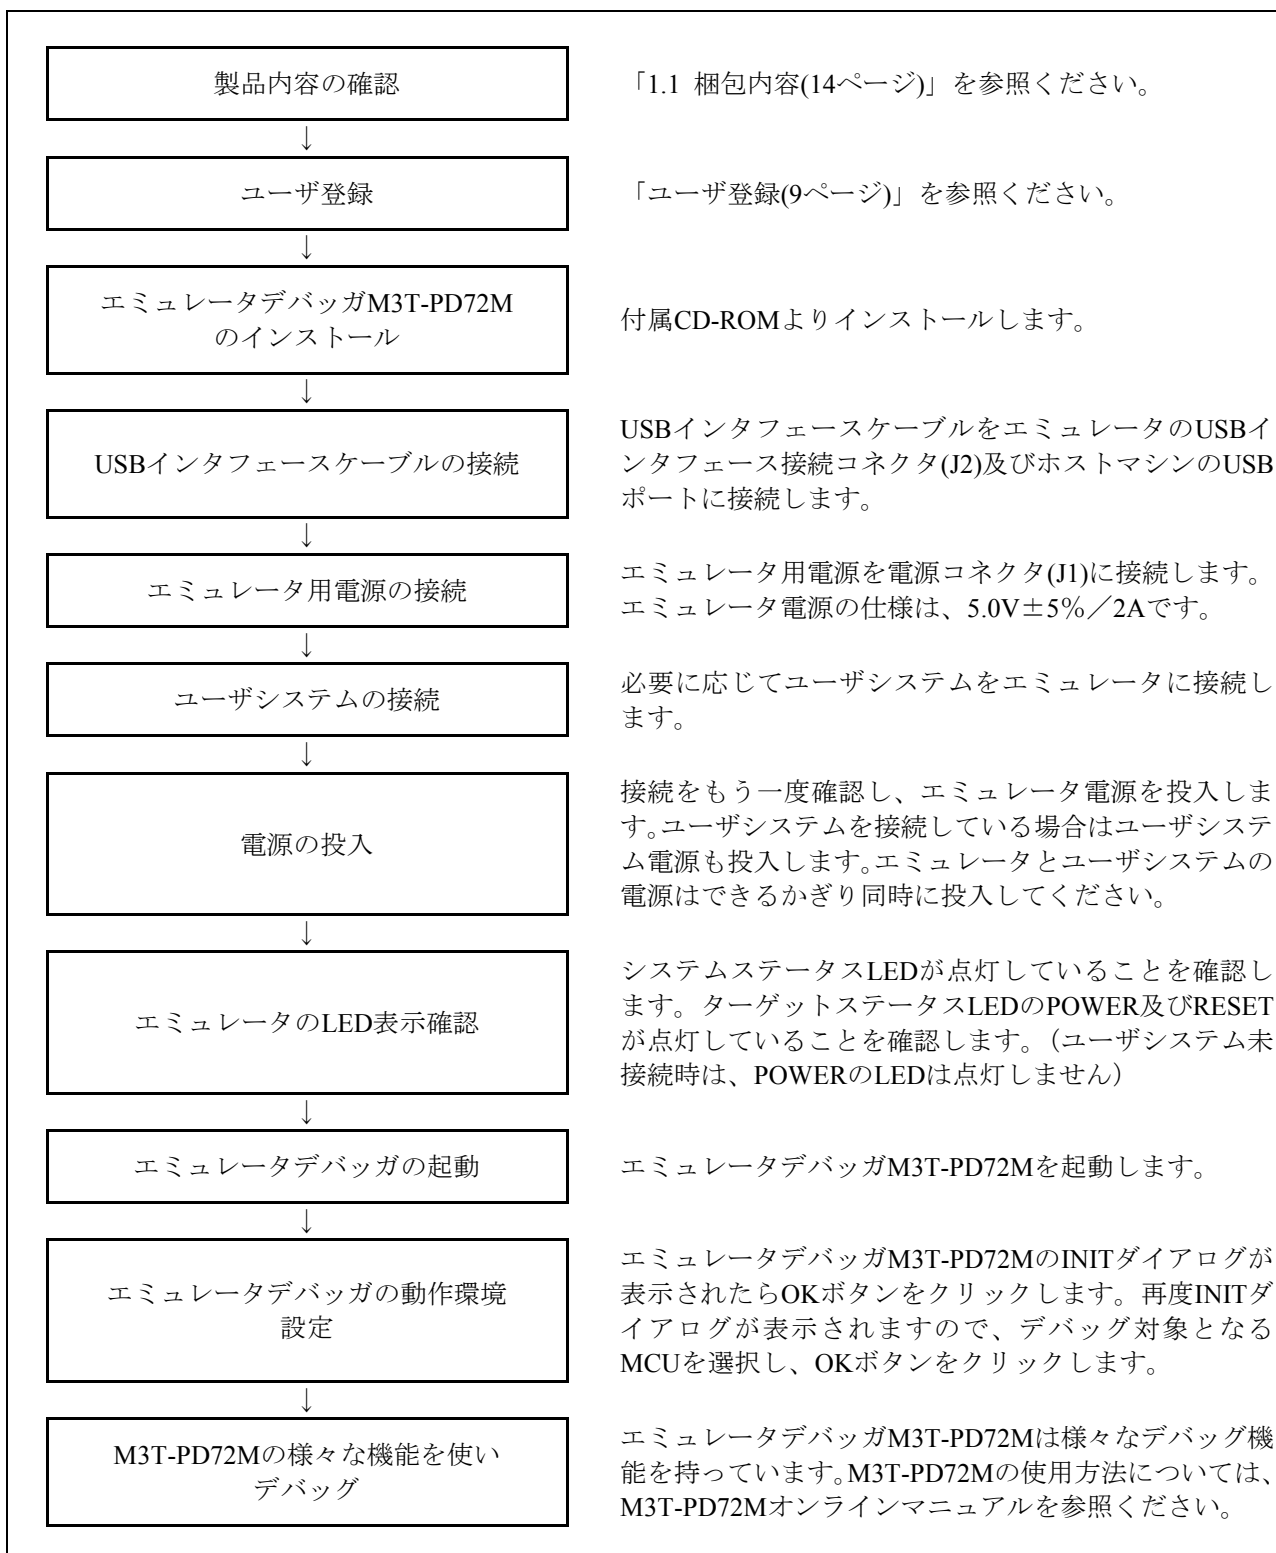 製品内容の確認
「1.1 梱包内容(14ページ)」を参照ください。
↓
ユーザ登録
「ユーザ登録(9ページ)」を参照ください。
↓
エミュレータデバッガM3T-PD72M
のインストール
付属CD-ROMよりインストールします。
↓
USBインタフェースケーブルの接続
USBインタフェースケーブルをエミュレータのUSBイ
ンタフェース接続コネクタ(J2)及びホストマシンのUSB
ポートに接続します。
↓
エミュレータ用電源の接続
エミュレータ用電源を電源コネクタ(J1)に接続します。
エミュレータ電源の仕様は、5.0V±5%／2Aです。
↓
ユーザシステムの接続
必要に応じてユーザシステムをエミュレータに接続し
ます。
↓
電源の投入
接続をもう一度確認し、エミュレータ電源を投入しま
す。ユーザシステムを接続している場合はユーザシステ
ム電源も投入します。エミュレータとユーザシステムの
電源はできるかぎり同時に投入してください。
↓
エミュレータのLED表示確認
システムステータスLEDが点灯していることを確認し
ます。ターゲットステータスLEDのPOWER及びRESET
が点灯していることを確認します。（ユーザシステム未
接続時は、POWERのLEDは点灯しません）
↓
エミュレータデバッガの起動
エミュレータデバッガM3T-PD72Mを起動します。
↓
エミュレータデバッガの動作環境
設定
エミュレータデバッガM3T-PD72MのINITダイアログが
表示されたらOKボタンをクリックします。再度INITダ
イアログが表示されますので、デバッグ対象となる
MCUを選択し、OKボタンをクリックします。
↓
M3T-PD72Mの様々な機能を使い
デバッグ
エミュレータデバッガM3T-PD72Mは様々なデバッグ機
能を持っています。M3T-PD72Mの使用方法については、
M3T-PD72Mオンラインマニュアルを参照ください。